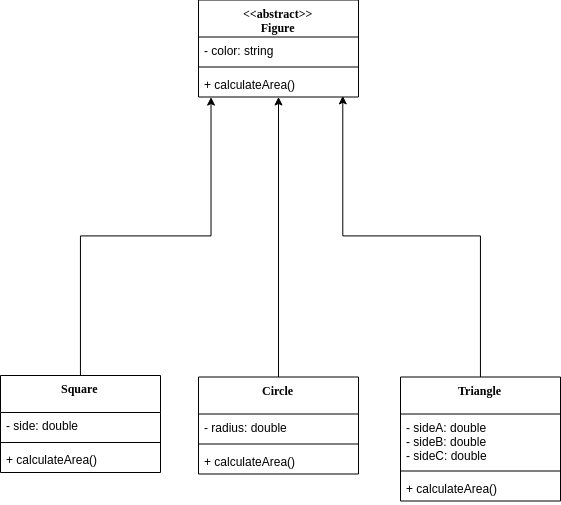 <<abstract>>
Figure
- color: string
+ calculateArea()
Square
- side: double
+ calculateArea()
Circle
- radius: double
+ calculateArea()
Triangle
- sideA: double
- sideB: double
- sideC: double
+ calculateArea()